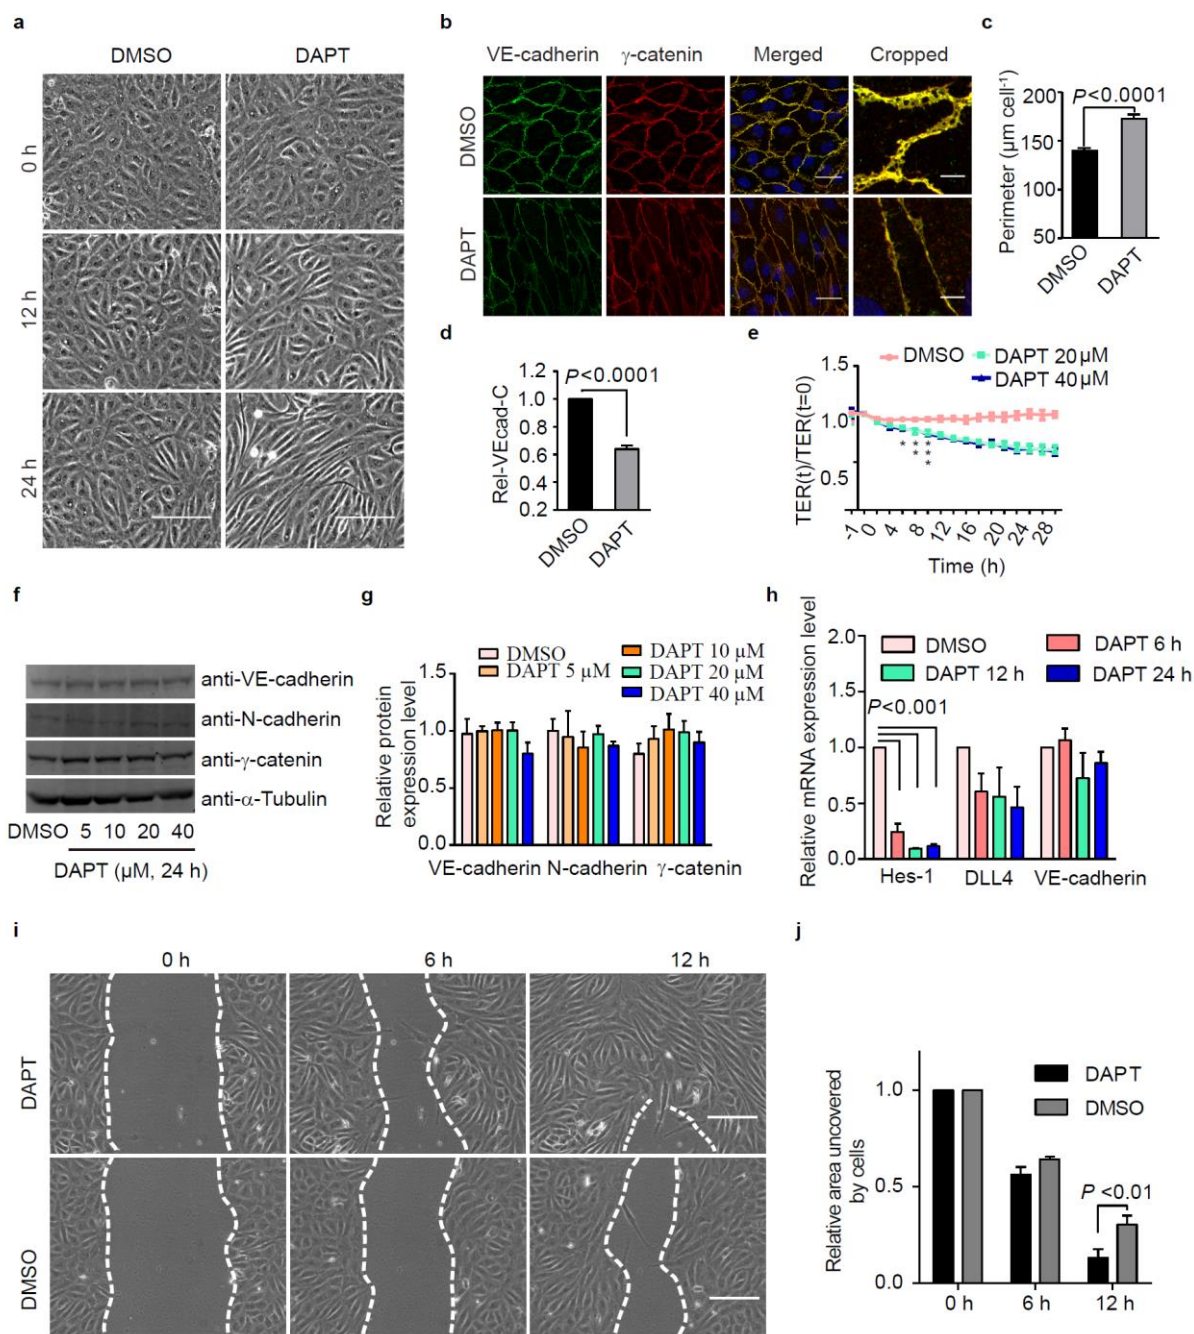 a
DMSO DAPT
0 h
12 h
24 h
b
VE-cadherin γ-catenin Merged Cropped
DMSO
DAPT
c
P<0.0001
Perimeter (µm cell⁻¹)
200
150
100
50
DMSO DAPT
d
P<0.0001
Rel-VEcad-C
1.2
1.0
0.8
0.6
0.4
0.2
DMSO DAPT
e
DMSO DAPT 20 µM
DAPT 40 µM
TER(t)/TER(t=0)
1.5
1.0
0.5
* ** ***
-1 0 4 8 12 16 20 24 28
Time (h)
f
anti-VE-cadherin
anti-N-cadherin
anti-γ-catenin
anti-α-Tubulin
DMSO 5 10 20 40
DAPT (µM, 24 h)
g
DMSO DAPT 10 µM
DAPT 5 µM DAPT 20 µM
DAPT 40 µM
Relative protein
expression level
1.5
1.0
0.5
0.0
VE-cadherin N-cadherin γ-catenin
h
DMSO DAPT 6 h
DAPT 12 h DAPT 24 h
P<0.001
Relative mRNA expression level
2.0
1.5
1.0
0.5
0
Hes-1 DLL4 VE-cadherin
i
0 h 6 h 12 h
DAPT
DMSO
j
DAPT
DMSO
P <0.01
Relative area uncovered
by cells
1.0
0.5
0.0
0 h 6 h 12 h